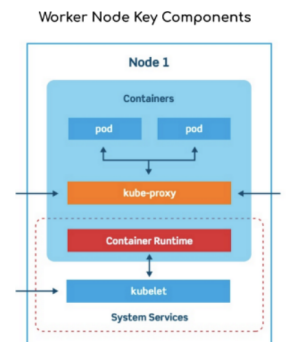 Worker Node Key Components
Node 1
Containers
pod pod
kube-proxy
Container Runtime
kubelet
System Services